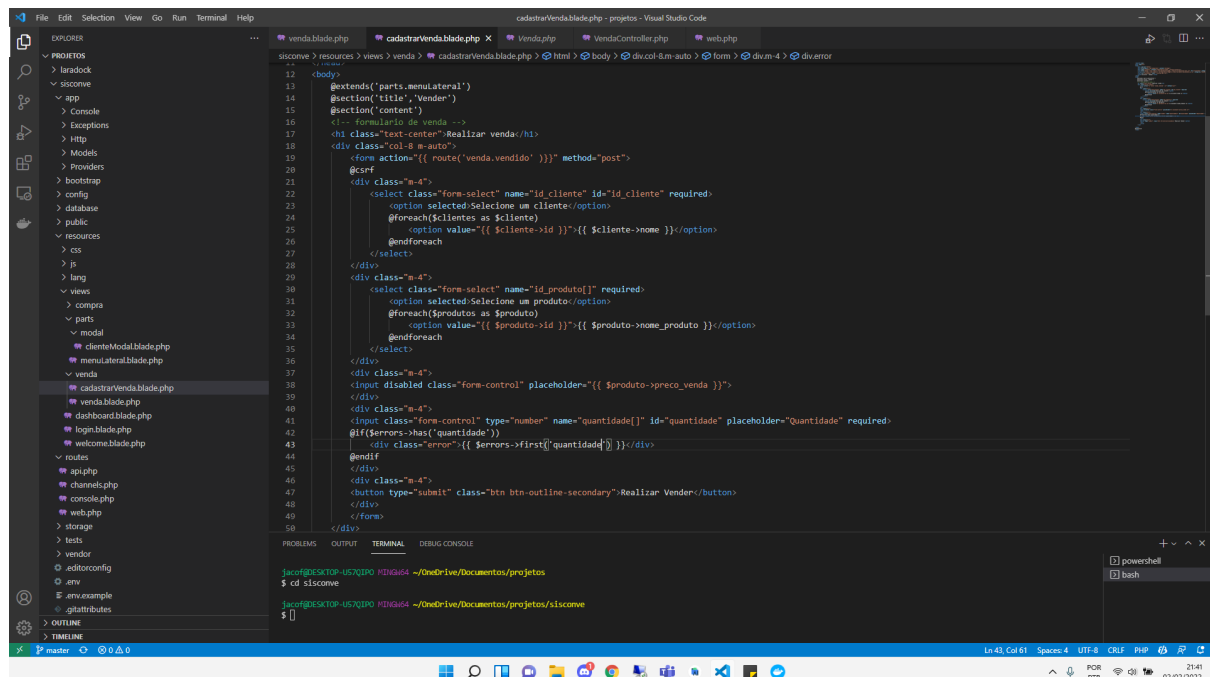 File Edit Selection View Go Run Terminal Help
cadastrarVenda.blade.php - projetos - Visual Studio Code
EXPLORER
PROJETOS
laradock
sisconve
app
Console
Exceptions
Http
Models
Providers
bootstrap
config
database
public
resources
css
js
lang
views
compra
parts
modal
clienteModal.blade.php
menuLateral.blade.php
venda
cadastrarVenda.blade.php
venda.blade.php
dashboard.blade.php
login.blade.php
welcome.blade.php
routes
api.php
channels.php
console.php
web.php
storage
tests
vendor
.editorconfig
.env
.env.example
.gitattributes
OUTLINE
TIMELINE
venda.blade.php cadastrarVenda.blade.php Venda.php VendaController.php web.php
sisconve > resources > views > venda > cadastrarVenda.blade.php > html > body > div.col-8.m-auto > form > div.m-4 > div.error
12 <body>
13 @extends('parts.menuLateral')
14 @section('title','Vender')
15 @section('content')
16 <!-- formulario de venda -->
17 <h1 class="text-center">Realizar venda</h1>
18 <div class="col-8 m-auto">
19 <form action="{{ route('venda.vendido' )}}" method="post">
20 @csrf
21 <div class="m-4">
22 <select class="form-select" name="id_cliente" id="id_cliente" required>
23 <option selected>Selecione um cliente</option>
24 @foreach($clientes as $cliente)
25 <option value="{{ $cliente->id }}">{{ $cliente->nome }}</option>
26 @endforeach
27 </select>
28 </div>
29 <div class="m-4">
30 <select class="form-select" name="id_produto[]" required>
31 <option selected>Selecione um produto</option>
32 @foreach($produtos as $produto)
33 <option value="{{ $produto->id }}">{{ $produto->nome_produto }}</option>
34 @endforeach
35 </select>
36 </div>
37 <div class="m-4">
38 <input disabled class="form-control" placeholder="{{ $produto->preco_venda }}">
39 </div>
40 <div class="m-4">
41 <input class="form-control" type="number" name="quantidade[]" id="quantidade" placeholder="Quantidade" required>
42 @if($errors->has('quantidade'))
43 <div class="error">{{ $errors->first('quantidade') }}</div>
44 @endif
45 </div>
46 <div class="m-4">
47 <button type="submit" class="btn btn-outline-secondary">Realizar Vender</button>
48 </div>
49 </form>
50 </div>
PROBLEMS OUTPUT TERMINAL DEBUG CONSOLE
jacof@DESKTOP-US7QIPO MINGW64 ~/OneDrive/Documentos/projetos
$ cd sisconve
jacof@DESKTOP-US7QIPO MINGW64 ~/OneDrive/Documentos/projetos/sisconve
$
powershell
bash
master 0 0 Ln 43, Col 61 Spaces: 4 UTF-8 CRLF PHP
POR 21:41